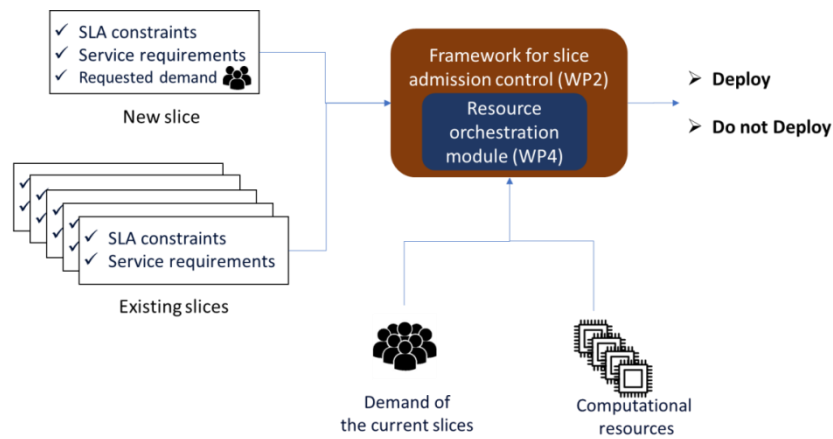 ✓ SLA constraints
✓ Service requirements
✓ Requested demand
New slice
✓ SLA constraints
✓ Service requirements
Existing slices
Framework for slice
admission control (WP2)
Resource
orchestration
module (WP4)
➢ Deploy
➢ Do not Deploy
Demand of
the current slices
Computational
resources